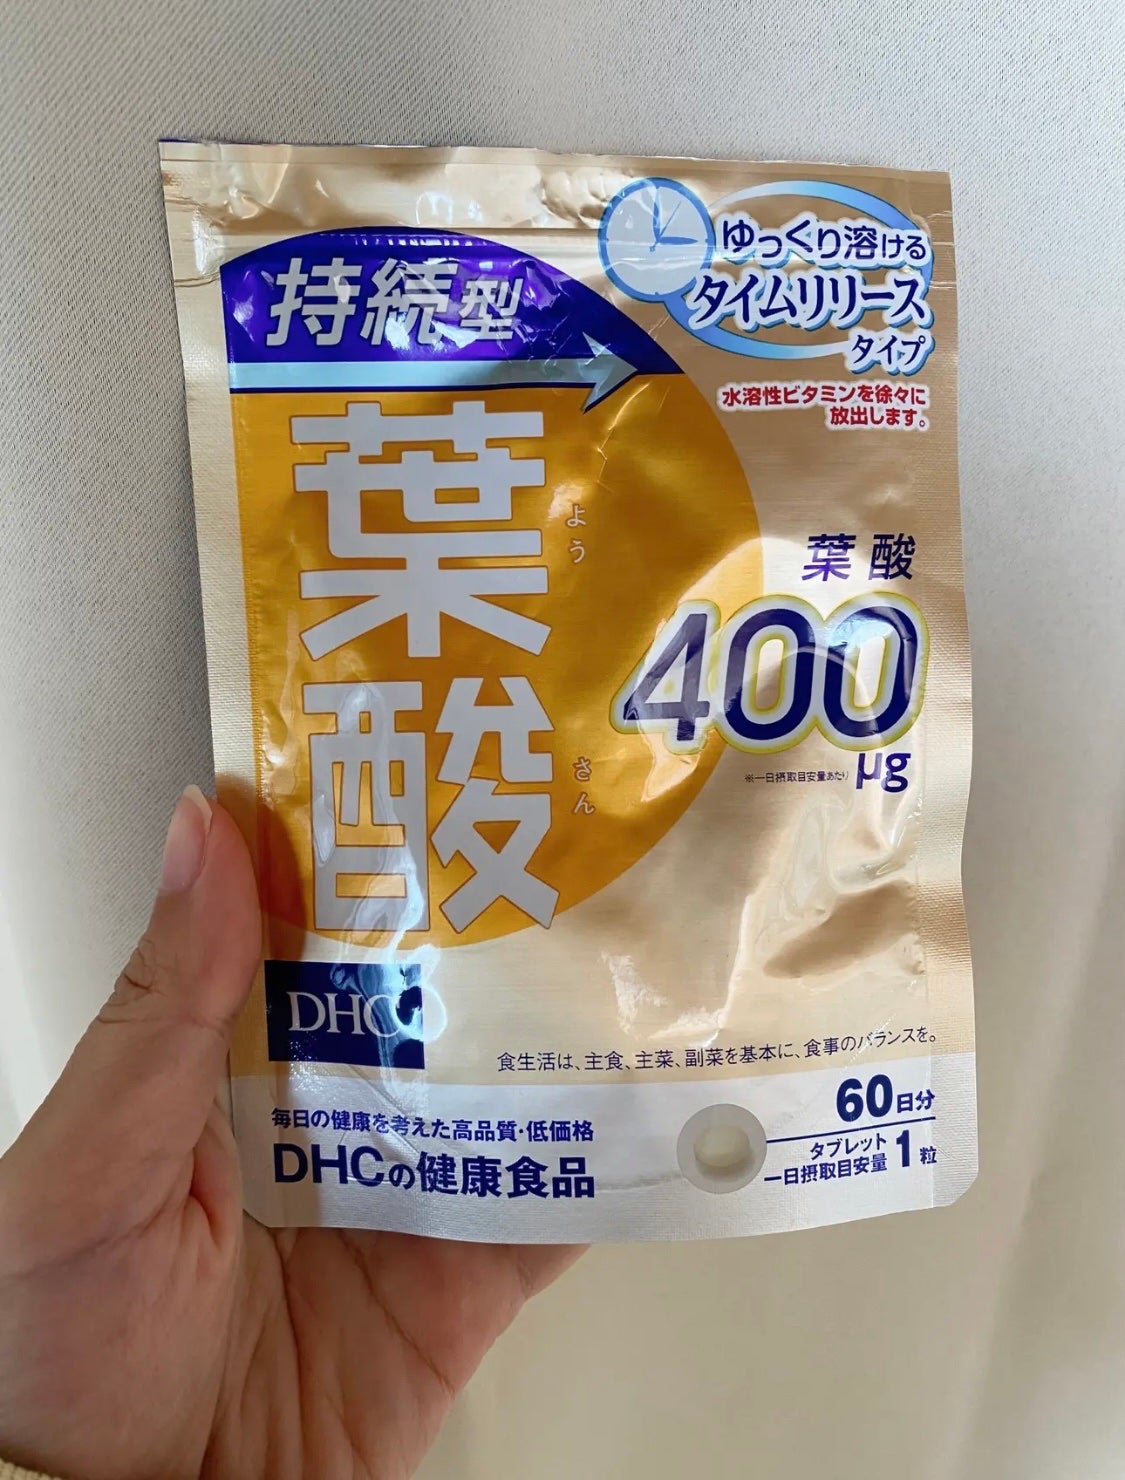 持続型
ゆっくり溶ける
タイムリリース
タイプ
水溶性ビタミンを徐々に
放出します。
葉酸
よう
さん
葉酸
400
μg
※一日摂取目安量あたり
DHC
食生活は、主食、主菜、副菜を基本に、食事のバランスを。
毎日の健康を考えた高品質・低価格
DHCの健康食品
60日分
タブレット
一日摂取目安量 1粒